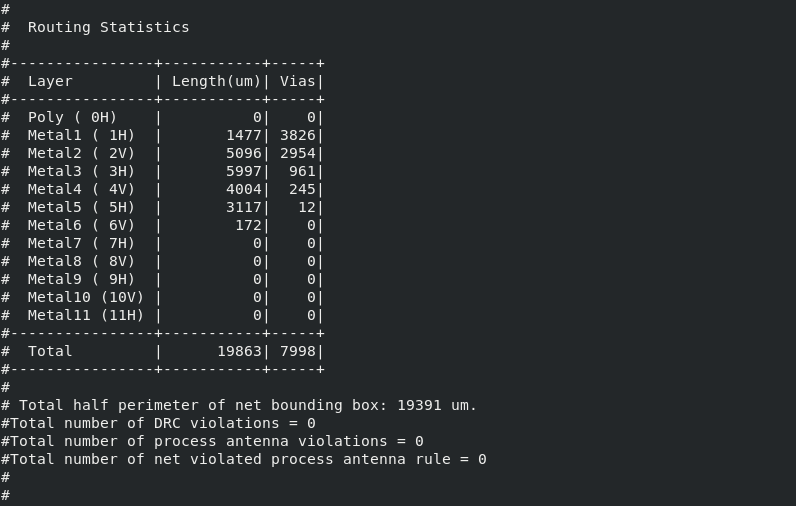 #
#  Routing Statistics
#
#----------------+-----------+-----+
#  Layer         | Length(um)| Vias|
#----------------+-----------+-----+
#  Poly ( 0H)    |          0|    0|
#  Metal1 ( 1H)  |       1477| 3826|
#  Metal2 ( 2V)  |       5096| 2954|
#  Metal3 ( 3H)  |       5997|  961|
#  Metal4 ( 4V)  |       4004|  245|
#  Metal5 ( 5H)  |       3117|   12|
#  Metal6 ( 6V)  |        172|    0|
#  Metal7 ( 7H)  |          0|    0|
#  Metal8 ( 8V)  |          0|    0|
#  Metal9 ( 9H)  |          0|    0|
#  Metal10 (10V) |          0|    0|
#  Metal11 (11H) |          0|    0|
#----------------+-----------+-----+
#  Total         |      19863| 7998|
#----------------+-----------+-----+
#
# Total half perimeter of net bounding box: 19391 um.
#Total number of DRC violations = 0
#Total number of process antenna violations = 0
#Total number of net violated process antenna rule = 0
#
#